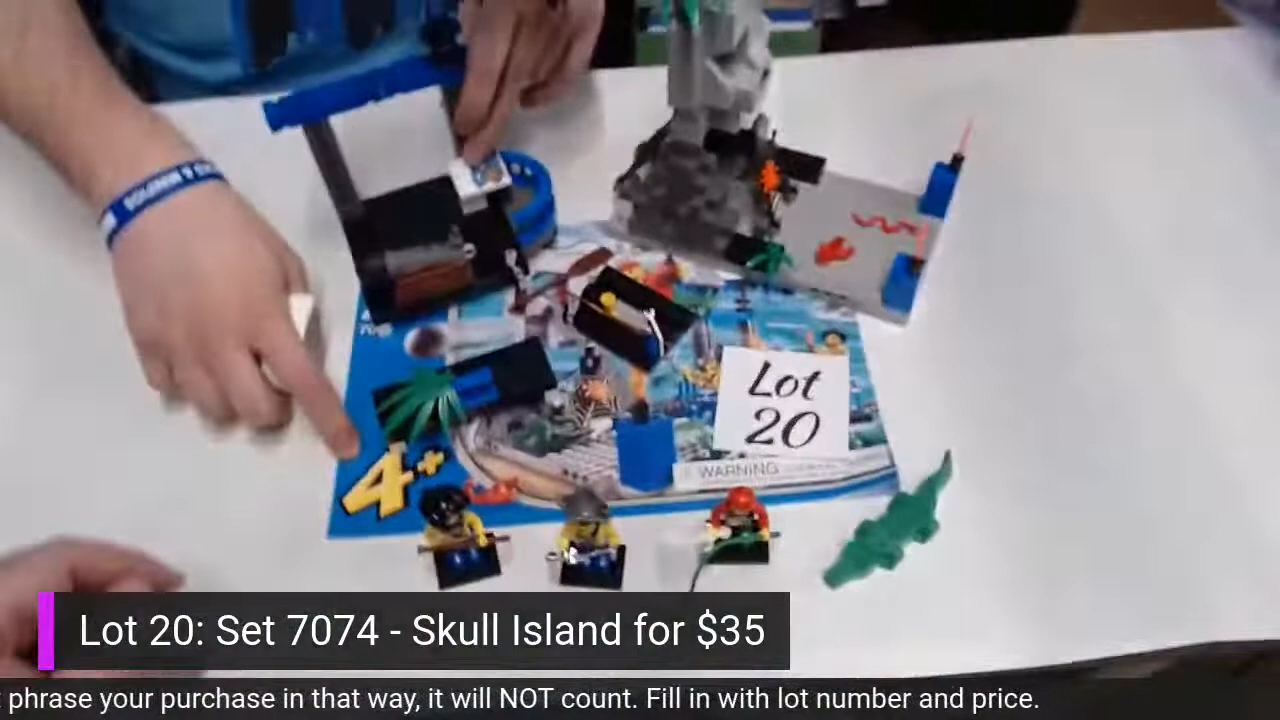 Lot
20
WARNING
4+
Lot 20: Set 7074 - Skull Island for $35
phrase your purchase in that way, it will NOT count. Fill in with lot number and price.